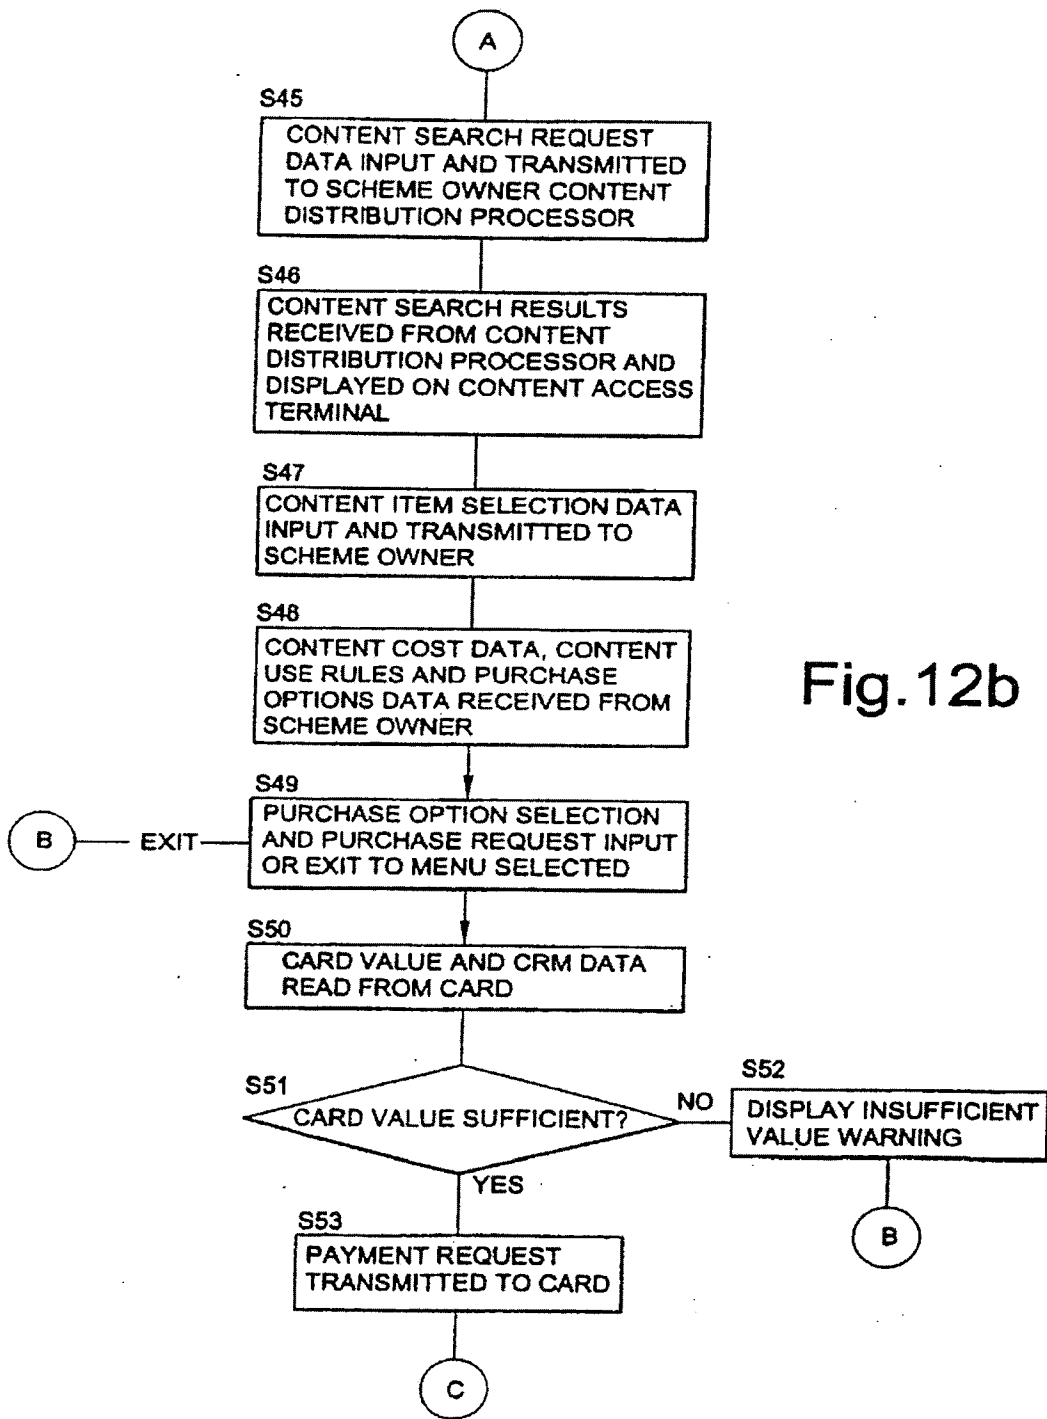 A
S45
CONTENT SEARCH REQUEST
DATA INPUT AND TRANSMITTED
TO SCHEME OWNER CONTENT
DISTRIBUTION PROCESSOR
S46
CONTENT SEARCH RESULTS
RECEIVED FROM CONTENT
DISTRIBUTION PROCESSOR AND
DISPLAYED ON CONTENT ACCESS
TERMINAL
S47
CONTENT ITEM SELECTION DATA
INPUT AND TRANSMITTED TO
SCHEME OWNER
S48
CONTENT COST DATA, CONTENT
USE RULES AND PURCHASE
OPTIONS DATA RECEIVED FROM
SCHEME OWNER
Fig.12b
S49
PURCHASE OPTION SELECTION
AND PURCHASE REQUEST INPUT
OR EXIT TO MENU SELECTED
B
EXIT
S50
CARD VALUE AND CRM DATA
READ FROM CARD
S51
CARD VALUE SUFFICIENT?
NO
S52
DISPLAY INSUFFICIENT
VALUE WARNING
YES
B
S53
PAYMENT REQUEST
TRANSMITTED TO CARD
C